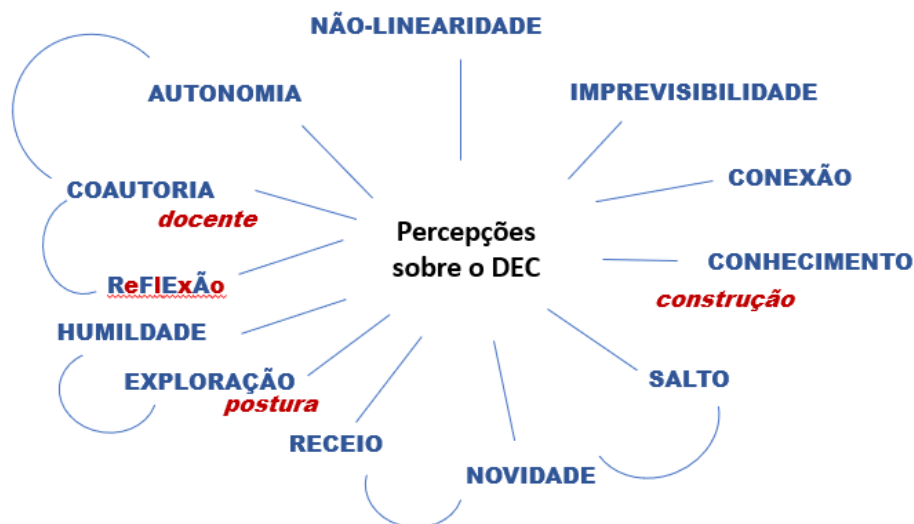 NÃO-LINEARIDADE
AUTONOMIA
IMPREVISIBILIDADE
CONEXÃO
COAUTORIA
docente
Percepções
sobre o DEC
CONHECIMENTO
construção
ReFlExÃo
HUMILDADE
EXPLORAÇÃO
postura
SALTO
RECEIO
NOVIDADE